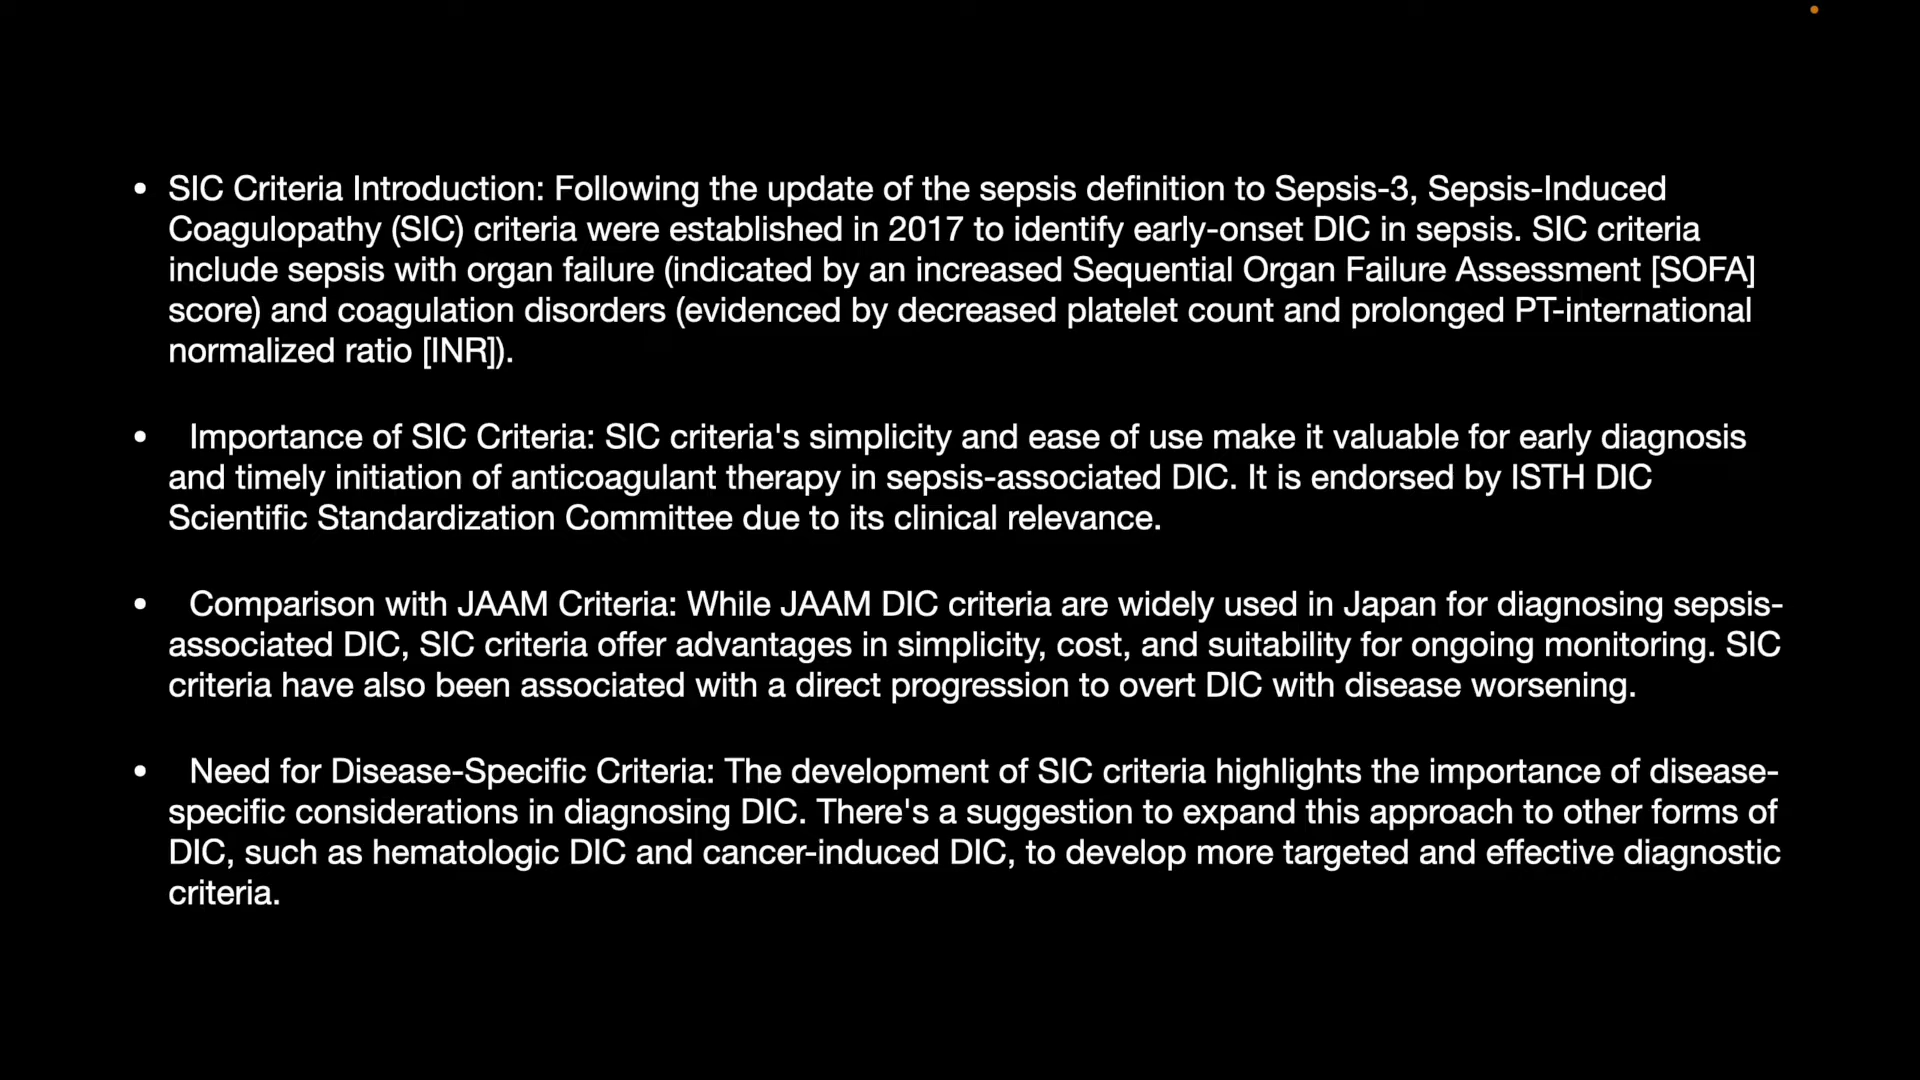 • SIC Criteria Introduction: Following the update of the sepsis definition to Sepsis-3, Sepsis-Induced
Coagulopathy (SIC) criteria were established in 2017 to identify early-onset DIC in sepsis. SIC criteria
include sepsis with organ failure (indicated by an increased Sequential Organ Failure Assessment [SOFA]
score) and coagulation disorders (evidenced by decreased platelet count and prolonged PT-international
normalized ratio [INR]).
• Importance of SIC Criteria: SIC criteria's simplicity and ease of use make it valuable for early diagnosis
and timely initiation of anticoagulant therapy in sepsis-associated DIC. It is endorsed by ISTH DIC
Scientific Standardization Committee due to its clinical relevance.
• Comparison with JAAM Criteria: While JAAM DIC criteria are widely used in Japan for diagnosing sepsis-
associated DIC, SIC criteria offer advantages in simplicity, cost, and suitability for ongoing monitoring. SIC
criteria have also been associated with a direct progression to overt DIC with disease worsening.
• Need for Disease-Specific Criteria: The development of SIC criteria highlights the importance of disease-
specific considerations in diagnosing DIC. There's a suggestion to expand this approach to other forms of
DIC, such as hematologic DIC and cancer-induced DIC, to develop more targeted and effective diagnostic
criteria.